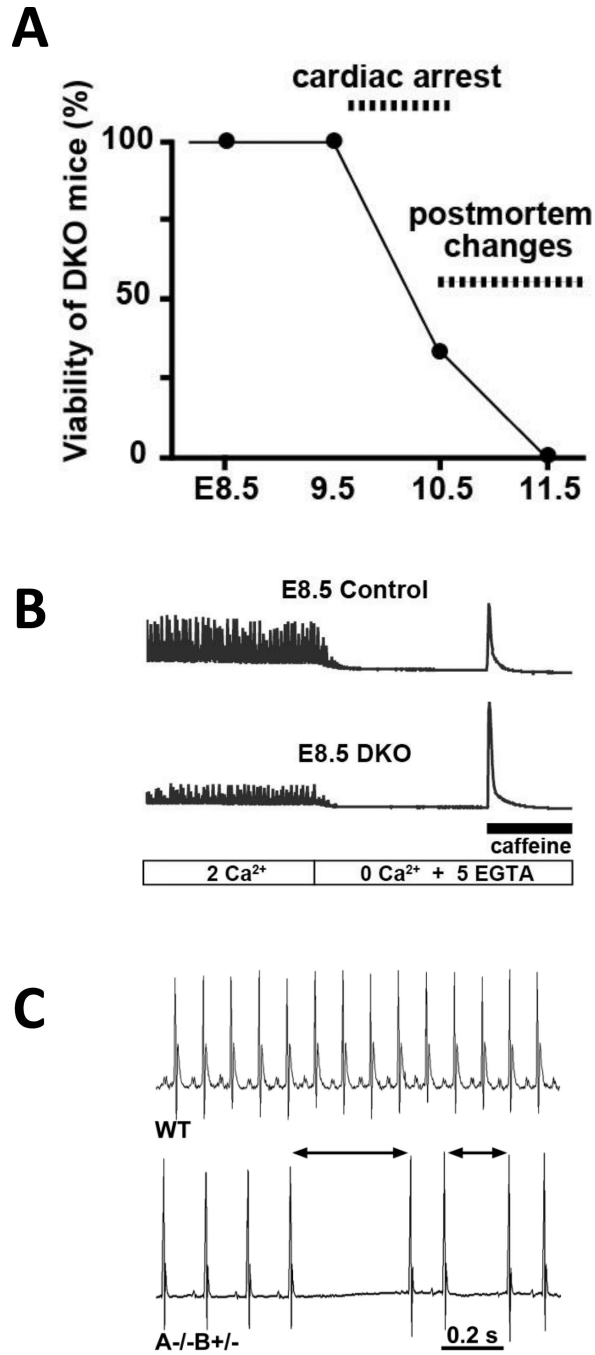 A
cardiac arrest
Viability of DKO mice (%)
100
postmortem
changes
50
0
E8.5 9.5 10.5 11.5
B
E8.5 Control
E8.5 DKO
caffeine
2 Ca²⁺ 0 Ca²⁺ + 5 EGTA
C
WT
A-/-B+/-
0.2 s